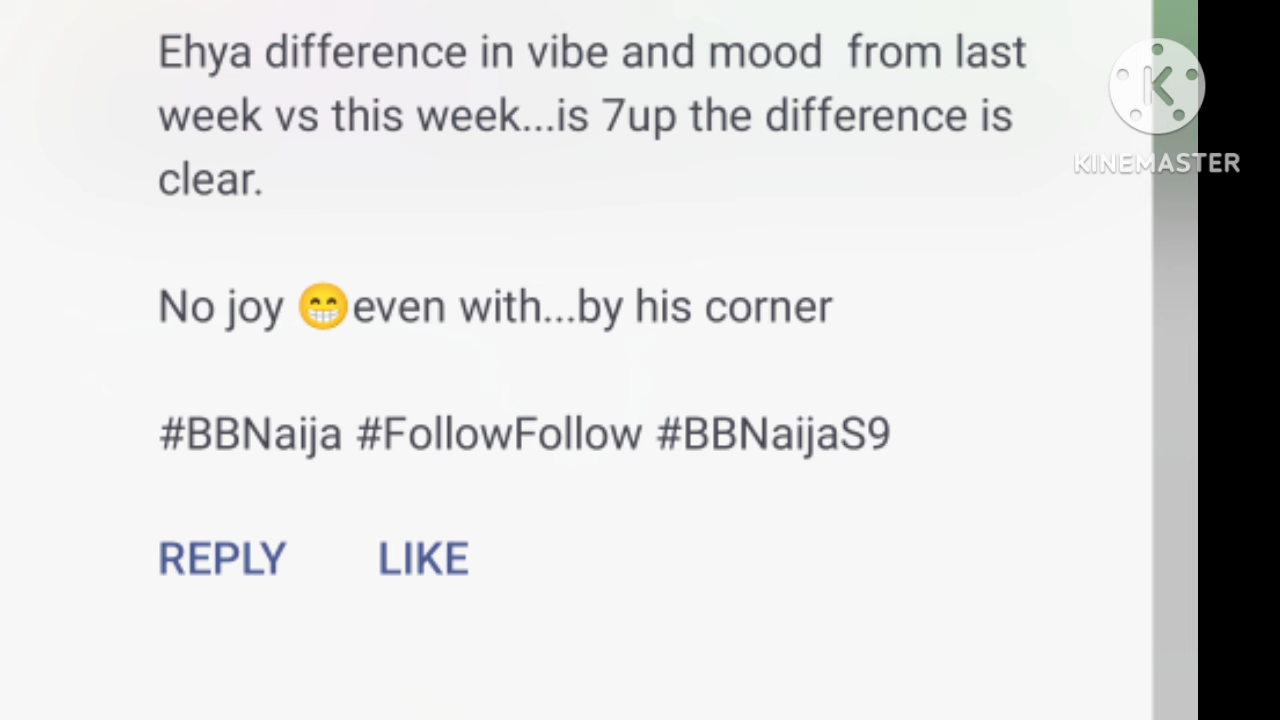 Ehya difference in vibe and mood  from last
week vs this week...is 7up the difference is
clear.
No joy 😁even with...by his corner
#BBNaija #FollowFollow #BBNaijaS9
REPLY LIKE
K
KINEMASTER